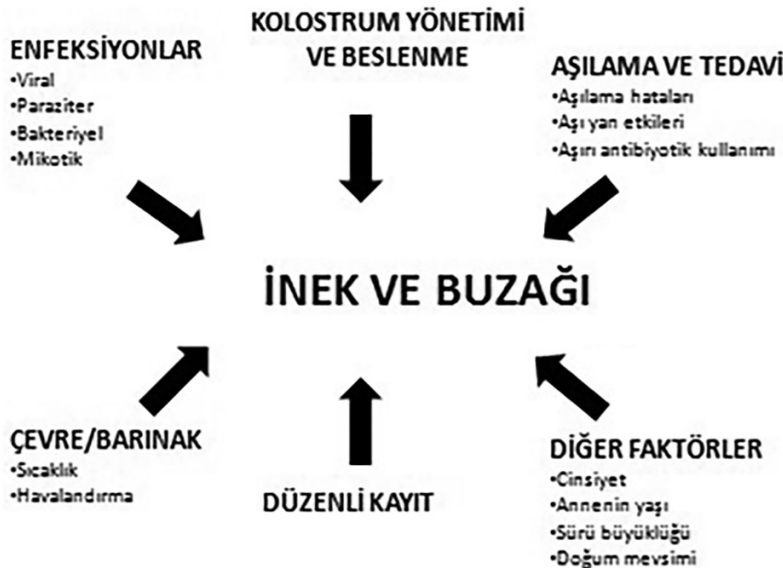 KOLOSTRUM YÖNETİMİ
VE BESLENME
ENFEKSİYONLAR
•Viral
•Paraziter
•Bakteriyel
•Mikotik
AŞILAMA VE TEDAVİ
•Aşılama hataları
•Aşı yan etkileri
•Aşırı antibiyotik kullanımı
İNEK VE BUZAĞI
ÇEVRE/BARINAK
•Sıcaklık
•Havalandırma
DÜZENLİ KAYIT
DİĞER FAKTÖRLER
•Cinsiyet
•Annenin yaşı
•Sürü büyüklüğü
•Doğum mevsimi